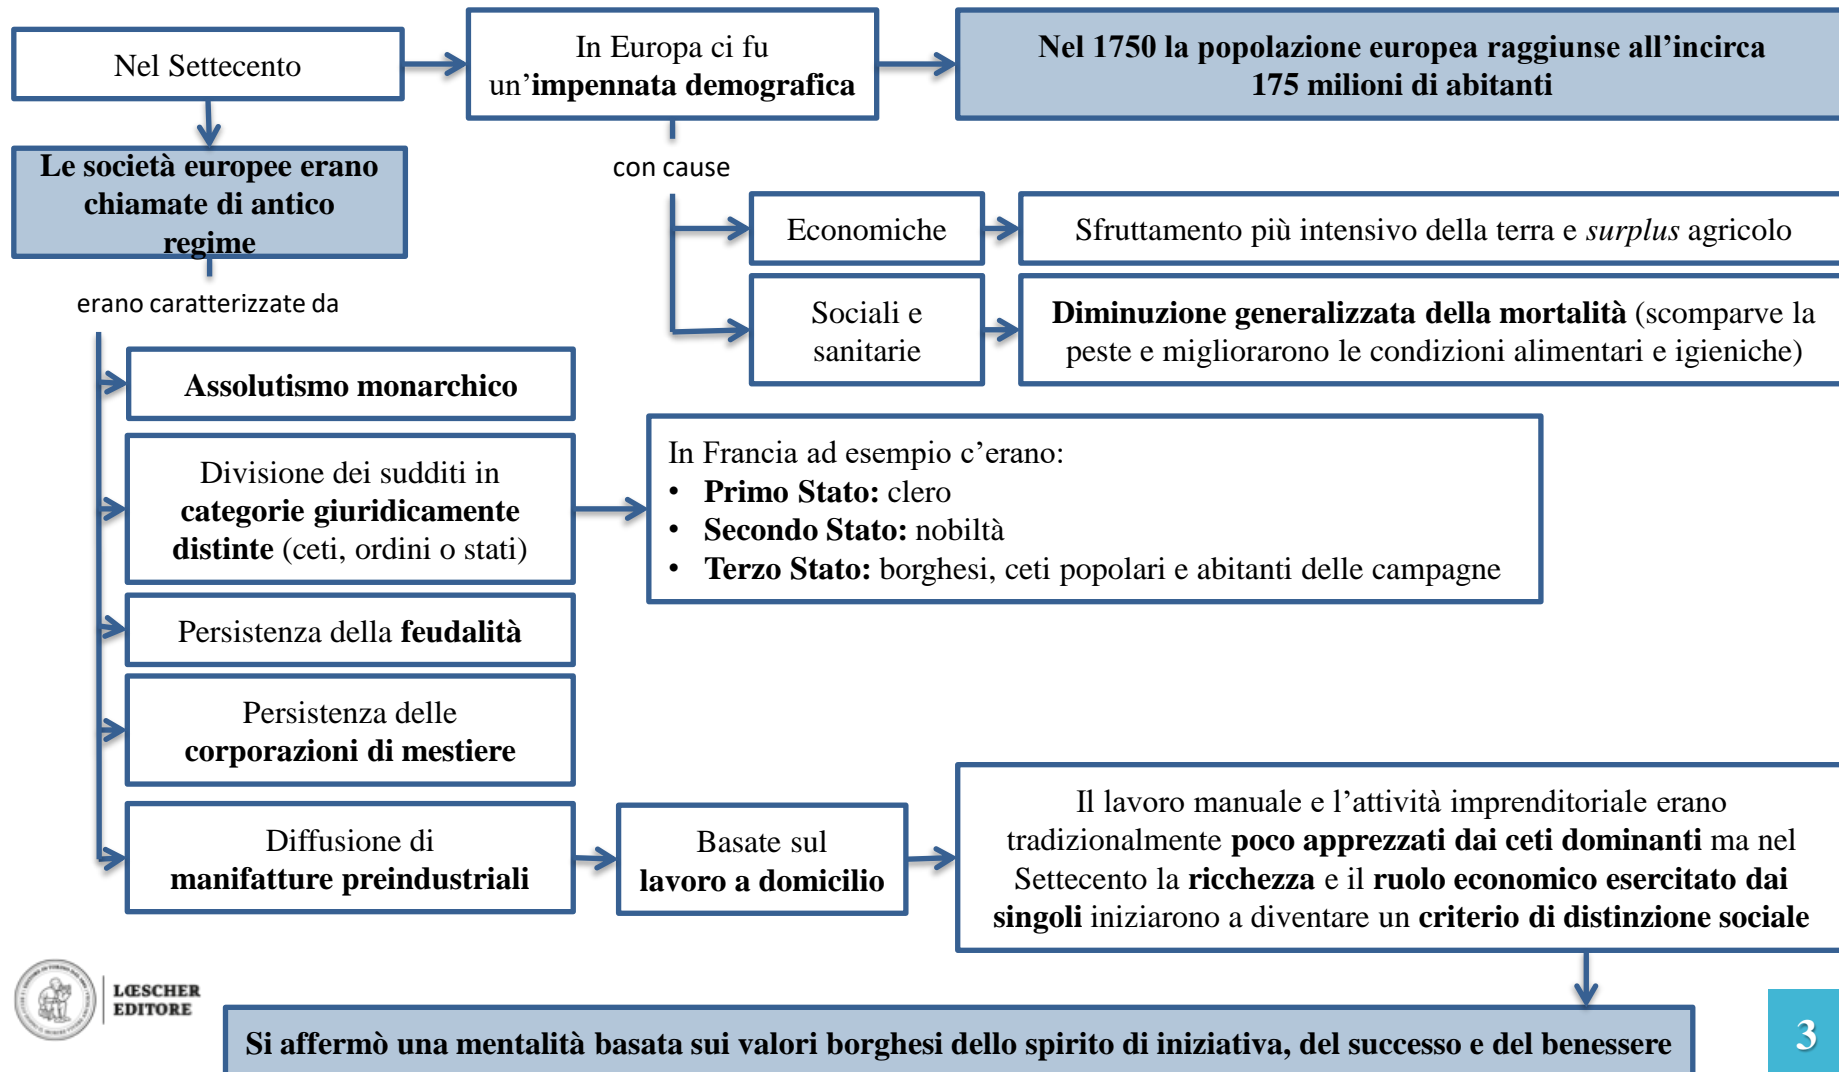 Nel Settecento
In Europa ci fu
un'impennata demografica
Nel 1750 la popolazione europea raggiunse all'incirca
175 milioni di abitanti
Le società europee erano
chiamate di antico
regime
con cause
Economiche
Sfruttamento più intensivo della terra e surplus agricolo
Sociali e
sanitarie
Diminuzione generalizzata della mortalità (scomparve la
peste e migliorarono le condizioni alimentari e igieniche)
erano caratterizzate da
Assolutismo monarchico
Divisione dei sudditi in
categorie giuridicamente
distinte (ceti, ordini o stati)
In Francia ad esempio c'erano:
• Primo Stato: clero
• Secondo Stato: nobiltà
• Terzo Stato: borghesi, ceti popolari e abitanti delle campagne
Persistenza della feudalità
Persistenza delle
corporazioni di mestiere
Diffusione di
manifatture preindustriali
Basate sul
lavoro a domicilio
Il lavoro manuale e l'attività imprenditoriale erano
tradizionalmente poco apprezzati dai ceti dominanti ma nel
Settecento la ricchezza e il ruolo economico esercitato dai
singoli iniziarono a diventare un criterio di distinzione sociale
Si affermò una mentalità basata sui valori borghesi dello spirito di iniziativa, del successo e del benessere
LŒSCHER
EDITORE
3